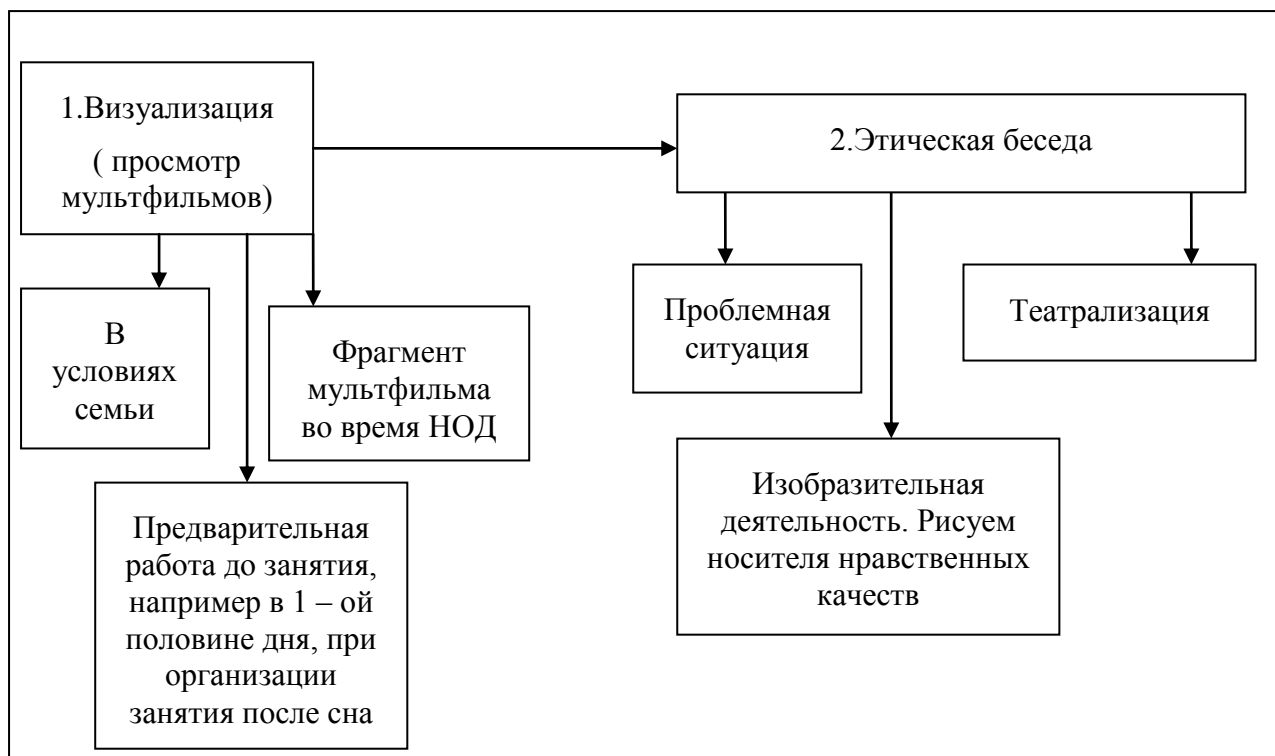 1.Визуализация
( просмотр
мультфильмов)
2.Этическая беседа
В
условиях
семьи
Фрагмент
мультфильма
во время НОД
Предварительная
работа до занятия,
например в 1 – ой
половине дня, при
организации
занятия после сна
Проблемная
ситуация
Театрализация
Изобразительная
деятельность. Рисуем
носителя нравственных
качеств